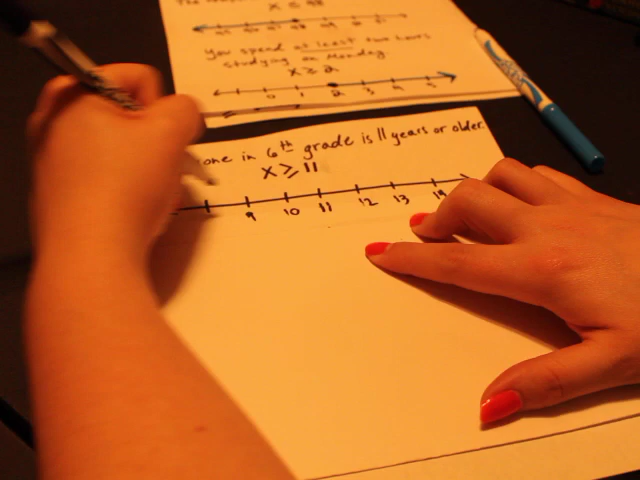 x ≤ 48
You spend at least two hours
studying on Monday.
x ≥ 2
0 1 2 3 4 5
one in 6th grade is 11 years or older.
x ≥ 11
9 10 11 12 13 14